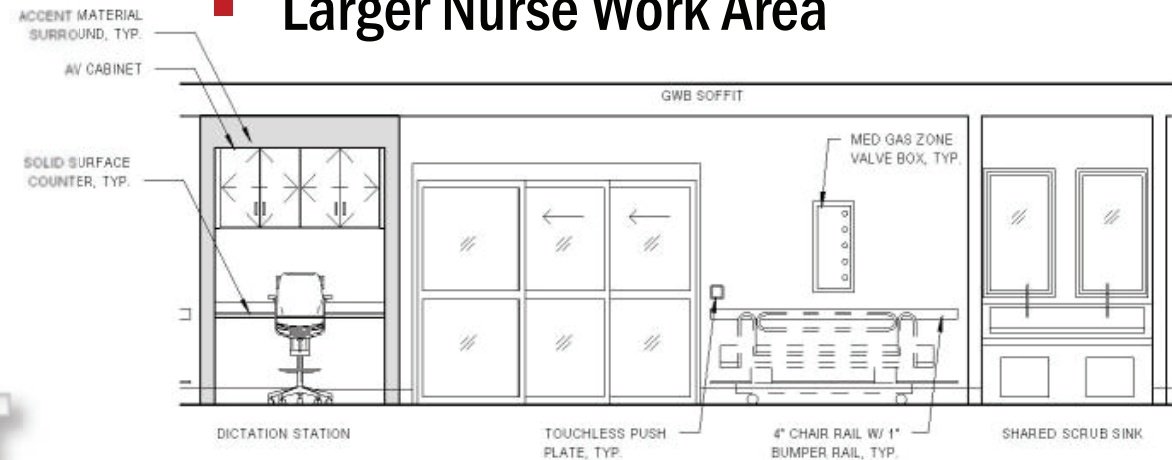 Larger Nurse Work Area
ACCENT MATERIAL
SURROUND, TYP.
AV CABINET
GWB SOFFIT
MED GAS ZONE
VALVE BOX, TYP.
SOLID SURFACE
COUNTER, TYP.
DICTATION STATION
TOUCHLESS PUSH
PLATE, TYP.
4" CHAIR RAIL W/ 1"
BUMPER RAIL, TYP.
SHARED SCRUB SINK